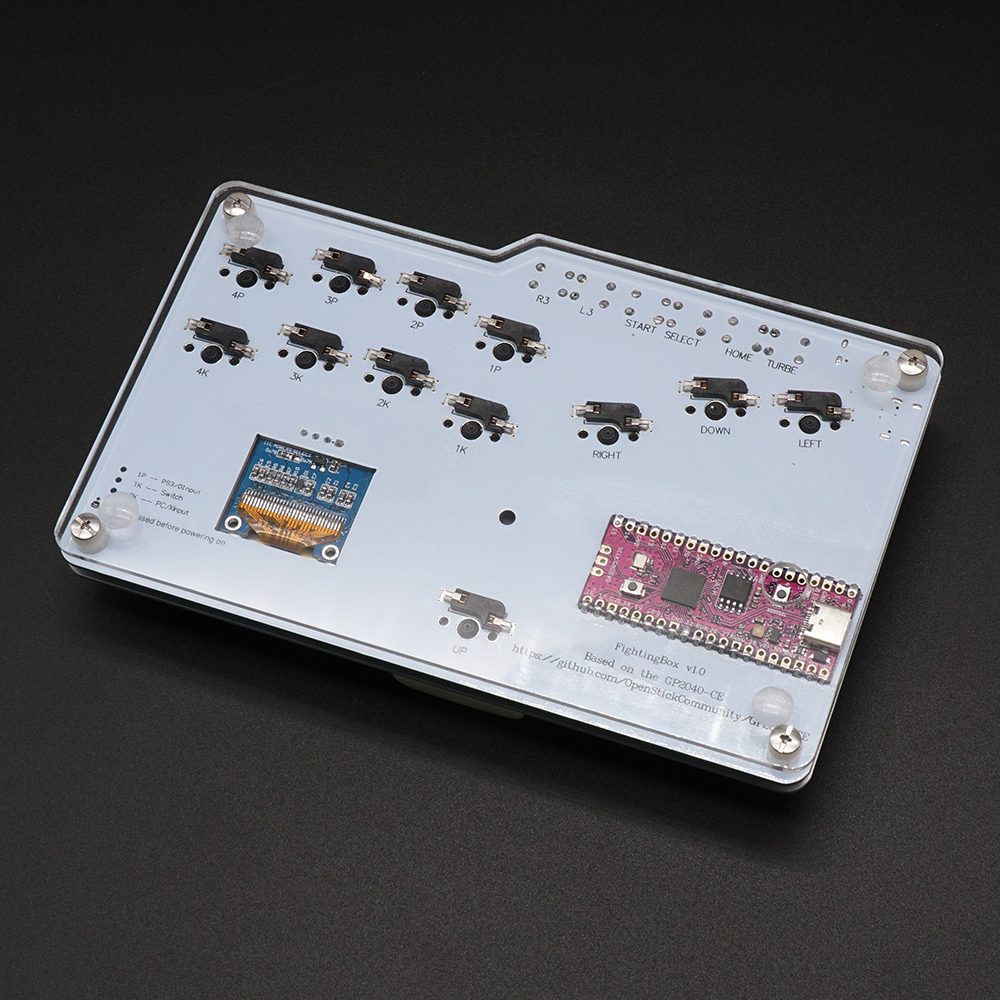 4P
3P
2P
1P
R3
L3
START
SELECT
HOME
TURBE
4K
3K
2K
1K
RIGHT
DOWN
LEFT
1P -- PS3/DInput
1K -- Switch
-- PC/XInput
before powering on
UP
FightingBox v1.0
Based on the GP2040-CE
https://github.com/OpenStickCommunity/